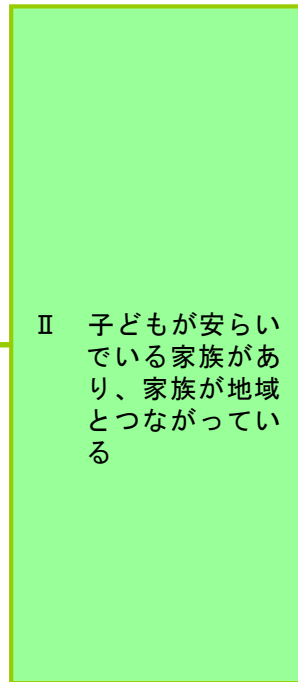 Ⅱ 子どもが安らい
でいる家族があ
り、家族が地域
とつながってい
る